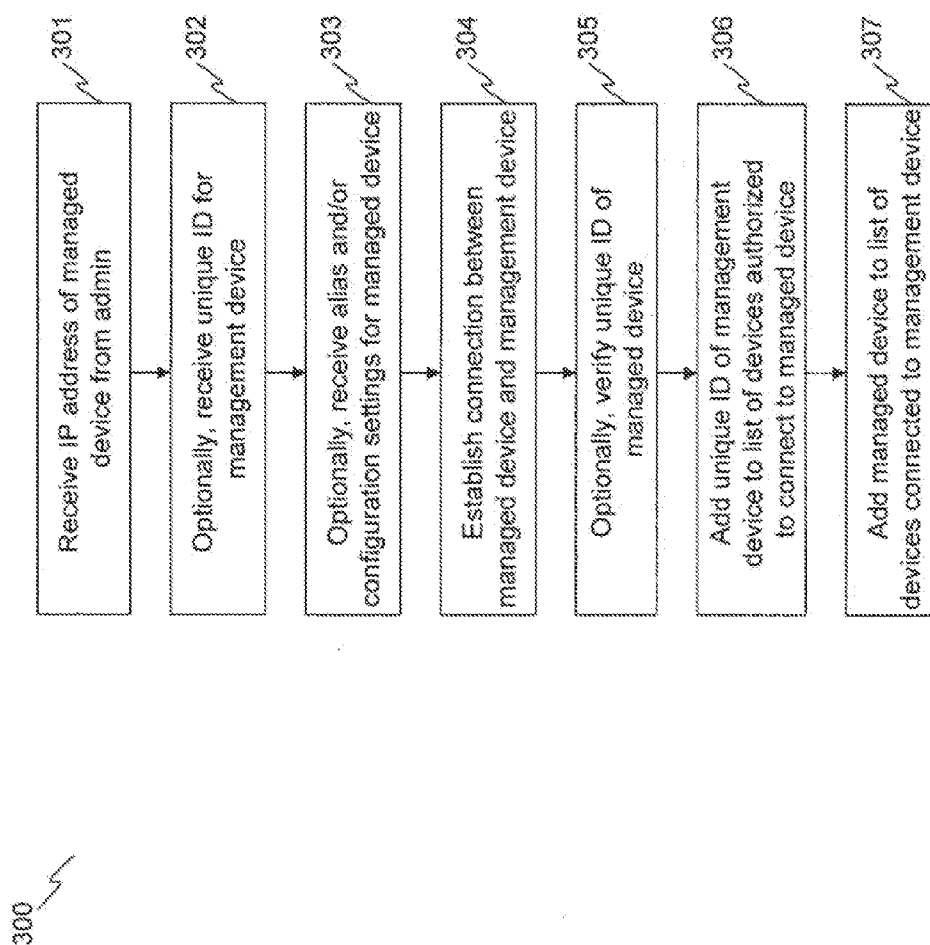 300
Receive IP address of managed
device from admin
301
Optionally, receive unique ID for
management device
302
Optionally, receive alias and/or
configuration settings for managed device
303
Establish connection between
managed device and management device
304
Optionally, verify unique ID of
managed device
305
Add unique ID of management
device to list of devices authorized
to connect to managed device
306
Add managed device to list of
devices connected to management device
307